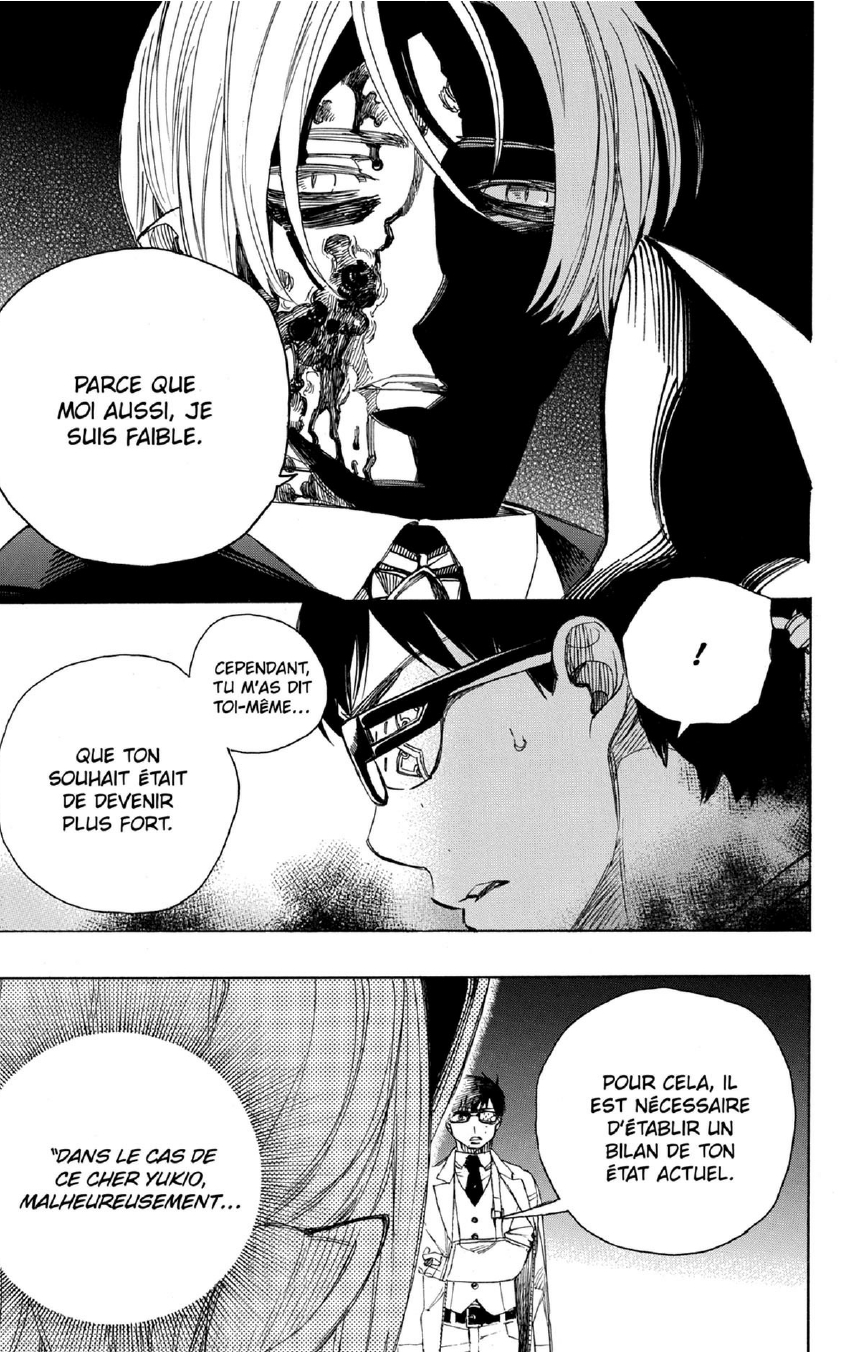 PARCE QUE
MOI AUSSI, JE
SUIS FAIBLE.
!
CEPENDANT,
TU M'AS DIT
TOI-MÊME...
QUE TON
SOUHAIT ÉTAIT
DE DEVENIR
PLUS FORT.
POUR CELA, IL
EST NÉCESSAIRE
D'ÉTABLIR UN
BILAN DE TON
ÉTAT ACTUEL.
"DANS LE CAS DE
CE CHER YUKIO,
MALHEUREUSEMENT...